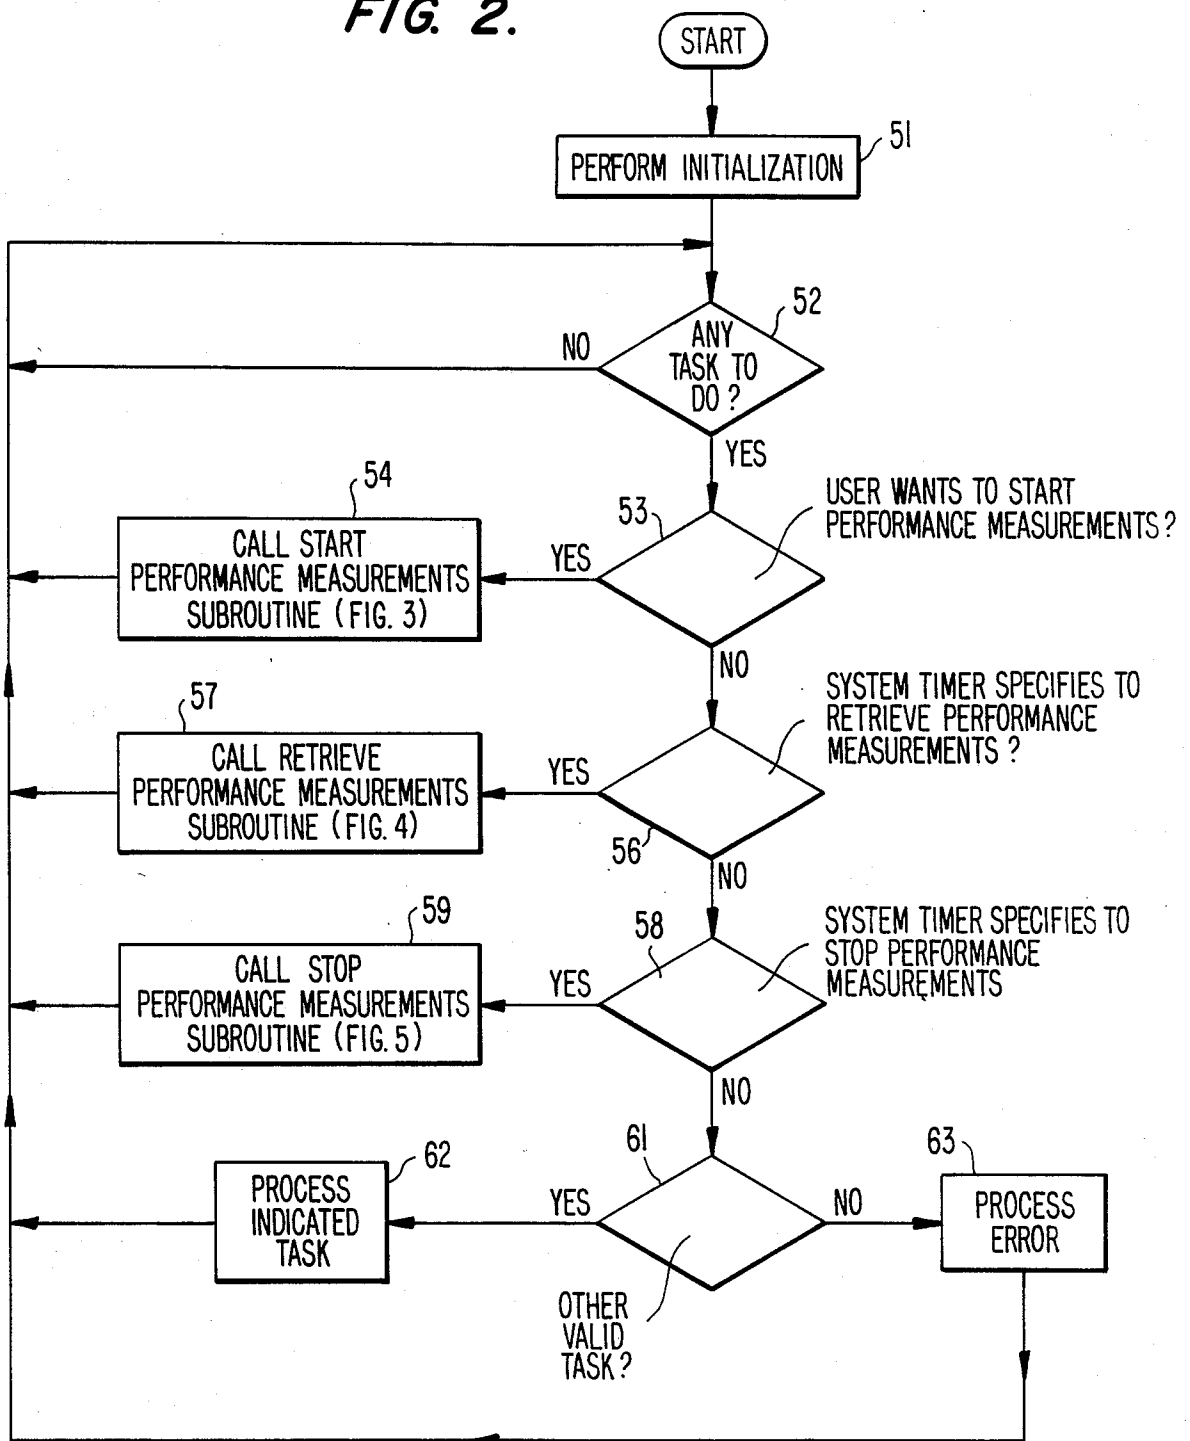 FIG. 2.
START
51
PERFORM INITIALIZATION
52
ANY
TASK TO
DO ?
NO
YES
54
CALL START
PERFORMANCE MEASUREMENTS
SUBROUTINE (FIG. 3)
YES
53
USER WANTS TO START
PERFORMANCE MEASUREMENTS ?
NO
57
CALL RETRIEVE
PERFORMANCE MEASUREMENTS
SUBROUTINE (FIG. 4)
YES
56
SYSTEM TIMER SPECIFIES TO
RETRIEVE PERFORMANCE
MEASUREMENTS ?
NO
59
CALL STOP
PERFORMANCE MEASUREMENTS
SUBROUTINE (FIG. 5)
YES
58
SYSTEM TIMER SPECIFIES TO
STOP PERFORMANCE
MEASUREMENTS
NO
62
PROCESS
INDICATED
TASK
YES
61
OTHER
VALID
TASK ?
NO
63
PROCESS
ERROR